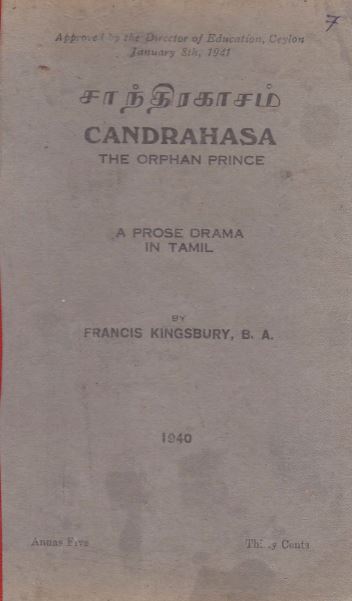 7
Approved by the Director of Education, Ceylon
January 8th, 1941
சாந்திரகாசம்
CANDRAHASA
THE ORPHAN PRINCE
A PROSE DRAMA
IN TAMIL
BY
FRANCIS KINGSBURY, B. A.
1940
Annas Five
Cents